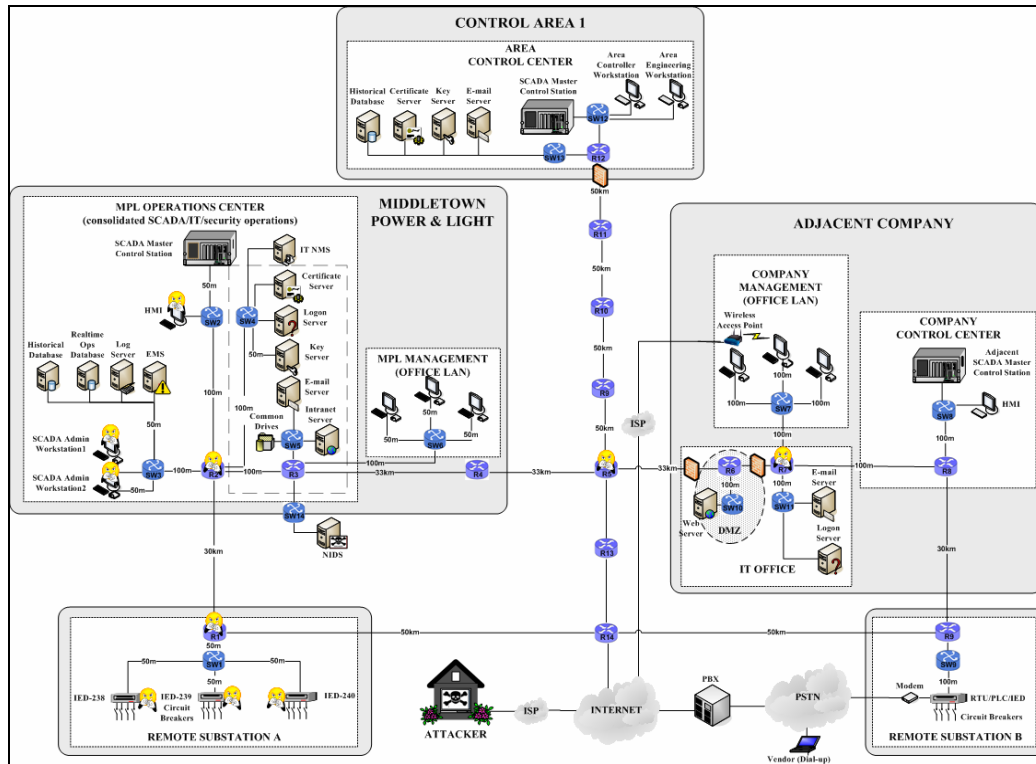 CONTROL AREA 1
AREA
CONTROL CENTER
Area
Controller
Workstation
Area
Engineering
Workstation
SCADA Master
Control Station
Historical
Database
Certificate
Server
Key
Server
E-mail
Server
SW12
SW13
R12
50km
R11
50km
R10
50km
R9
50km
MPL OPERATIONS CENTER
(consolidated SCADA/IT/security operations)
MIDDLETOWN
POWER & LIGHT
SCADA Master
Control Station
50m
HMI
SW2
IT NMS
Certificate
Server
SW4
Logon
Server
50m
Key
Server
E-mail
Server
Common
Drives
Intranet
Server
SW5
Historical
Database
Realtime
Ops
Database
Log
Server
EMS
100m
100m
50m
SCADA Admin
Workstation1
SCADA Admin
Workstation2
SW3
50m
100m
R2
100m
R3
100m
33km
R4
33km
R5
33km
SW14
NIDS
MPL MANAGEMENT
(OFFICE LAN)
50m
50m
50m
SW6
ADJACENT COMPANY
COMPANY
MANAGEMENT
(OFFICE LAN)
Wireless
Access Point
100m
100m
100m
SW7
100m
ISP
COMPANY
CONTROL CENTER
Adjacent
SCADA Master
Control Station
SW8
HMI
100m
R8
R6
100m
Web
Server
SW10
DMZ
R7
100m
100m
E-mail
Server
SW11
Logon
Server
IT OFFICE
R13
30km
30km
R1
50km
R14
50km
R9
50m
SW1
50m
50m
50m
IED-238
IED-239
IED-240
Circuit
Breakers
REMOTE SUBSTATION A
SW9
100m
Modem
RTU/PLC/IED
Circuit Breakers
REMOTE SUBSTATION B
ATTACKER
ISP
INTERNET
PBX
PSTN
Vendor (Dial-up)